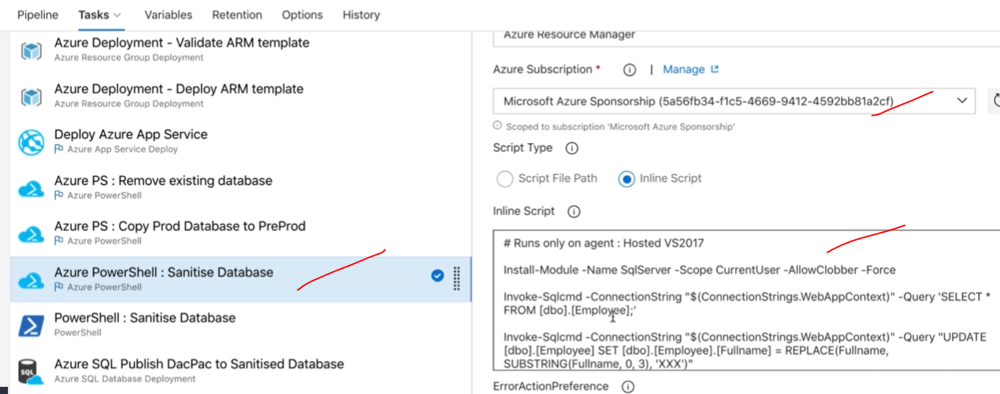 Pipeline Tasks Variables Retention Options History
Azure Deployment - Validate ARM template
Azure Resource Group Deployment
Azure Deployment - Deploy ARM template
Azure Resource Group Deployment
Deploy Azure App Service
Azure App Service Deploy
Azure PS : Remove existing database
Azure PowerShell
Azure PS : Copy Prod Database to PreProd
Azure PowerShell
Azure PowerShell : Sanitise Database
Azure PowerShell
PowerShell : Sanitise Database
PowerShell
SQL
Azure SQL Publish DacPac to Sanitised Database
Azure SQL Database Deployment
Azure Resource Manager
Azure Subscription * | Manage
Microsoft Azure Sponsorship (5a56fb34-f1c5-4669-9412-4592bb81a2cf)
Scoped to subscription 'Microsoft Azure Sponsorship'
Script Type
Script File Path Inline Script
Inline Script
# Runs only on agent : Hosted VS2017
Install-Module -Name SqlServer -Scope CurrentUser -AllowClobber -Force
Invoke-Sqlcmd -ConnectionString "$(ConnectionStrings.WebAppContext)" -Query 'SELECT *
FROM [dbo].[Employee];'
Invoke-Sqlcmd -ConnectionString "$(ConnectionStrings.WebAppContext)" -Query "UPDATE
[dbo].[Employee] SET [dbo].[Employee].[Fullname] = REPLACE(Fullname,
SUBSTRING(Fullname, 0, 3), 'XXX')"
ErrorActionPreference